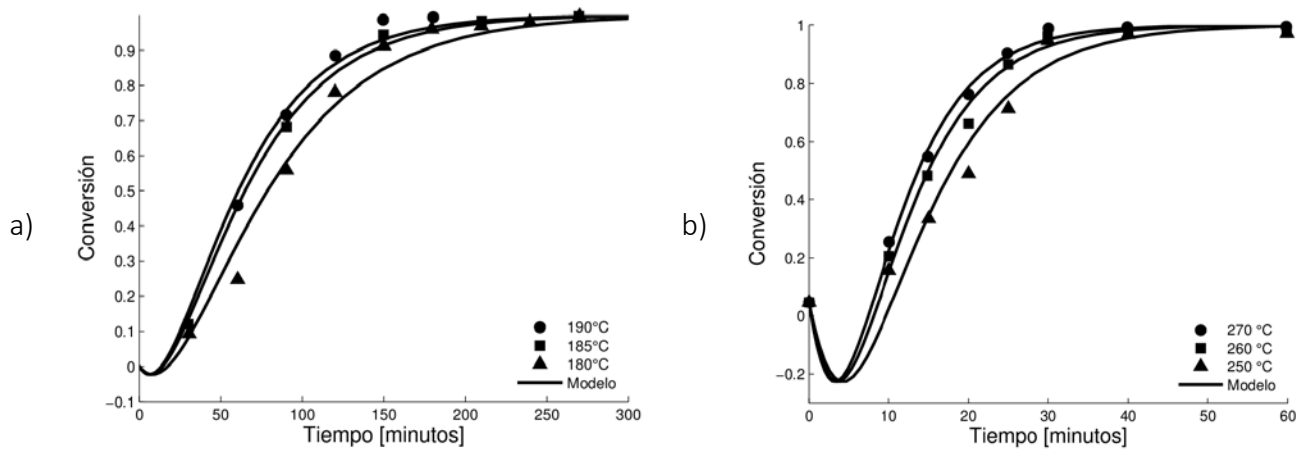 a)
Conversión
0.9
0.8
0.7
0.6
0.5
0.4
0.3
0.2
0.1
0
−0.1
0
50
100
150
200
250
300
Tiempo [minutos]
190°C
185°C
180°C
Modelo
b)
Conversión
1
0.8
0.6
0.4
0.2
0
−0.2
0
10
20
30
40
50
60
Tiempo [minutos]
270 °C
260 °C
250 °C
Modelo